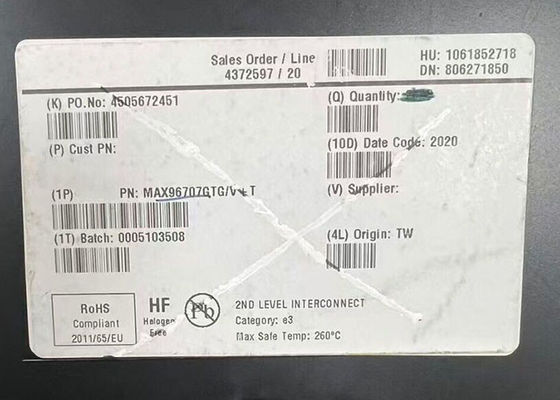 Sales Order / Line
4372597 / 20
HU: 1061852718
DN: 806271850
(K) PO.No: 4505672451
(Q) Quantity:
(P) Cust PN:
(10D) Date Code: 2020
(1P) PN: MAX96707GTG/V+T
(V) Supplier:
(1T) Batch: 0005103508
(4L) Origin: TW
RoHS
Compliant
2011/65/EU
HF
Halogen
Free
Pb
2ND LEVEL INTERCONNECT
Category: e3
Max Safe Temp: 260°C